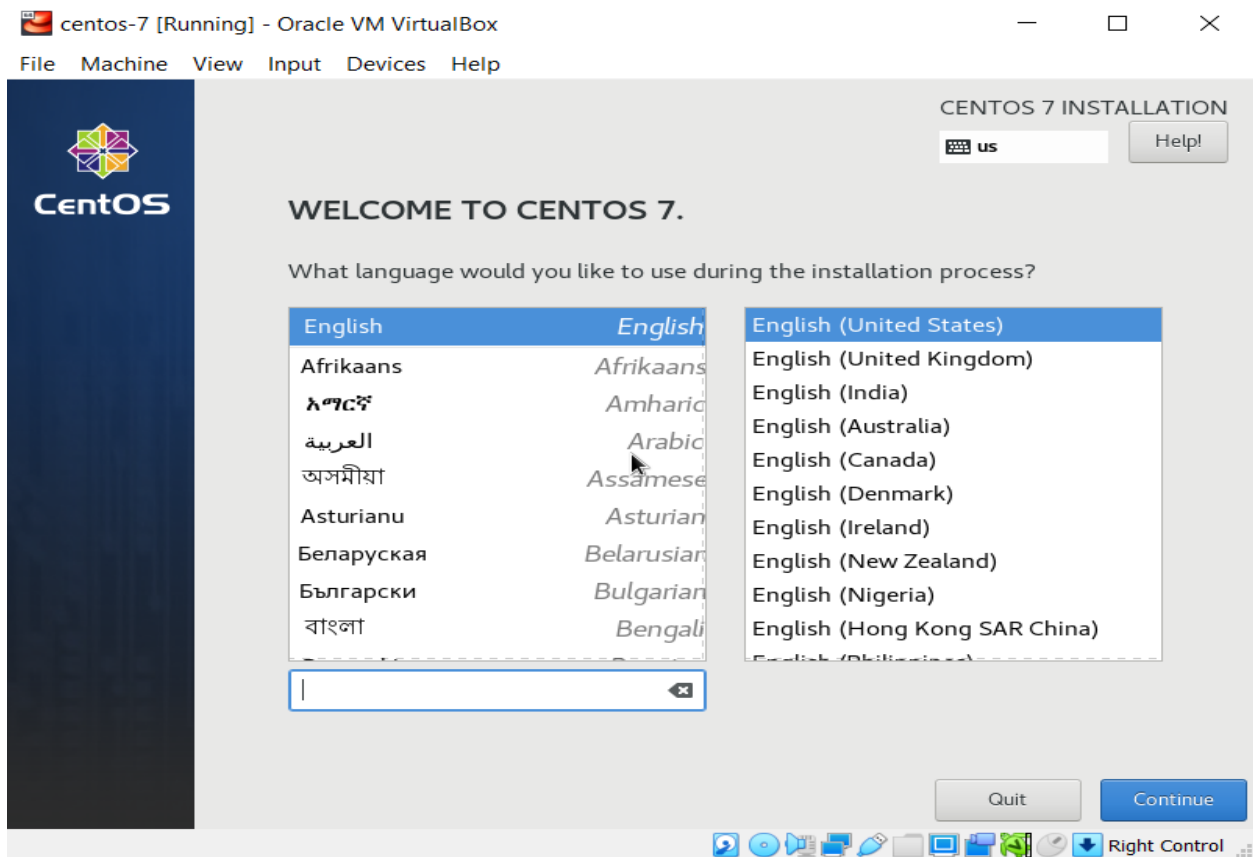 centos-7 [Running] - Oracle VM VirtualBox
File Machine View Input Devices Help
CENTOS 7 INSTALLATION
us
Help!
CentOS
WELCOME TO CENTOS 7.
What language would you like to use during the installation process?
English English
Afrikaans Afrikaans
አማርኛ Amharic
العربية Arabic
অসমীয়া Assamese
Asturianu Asturian
Беларуская Belarusian
Български Bulgarian
বাংলা Bengali
English (United States)
English (United Kingdom)
English (India)
English (Australia)
English (Canada)
English (Denmark)
English (Ireland)
English (New Zealand)
English (Nigeria)
English (Hong Kong SAR China)
English (Philippines)
Quit
Continue
Right Control